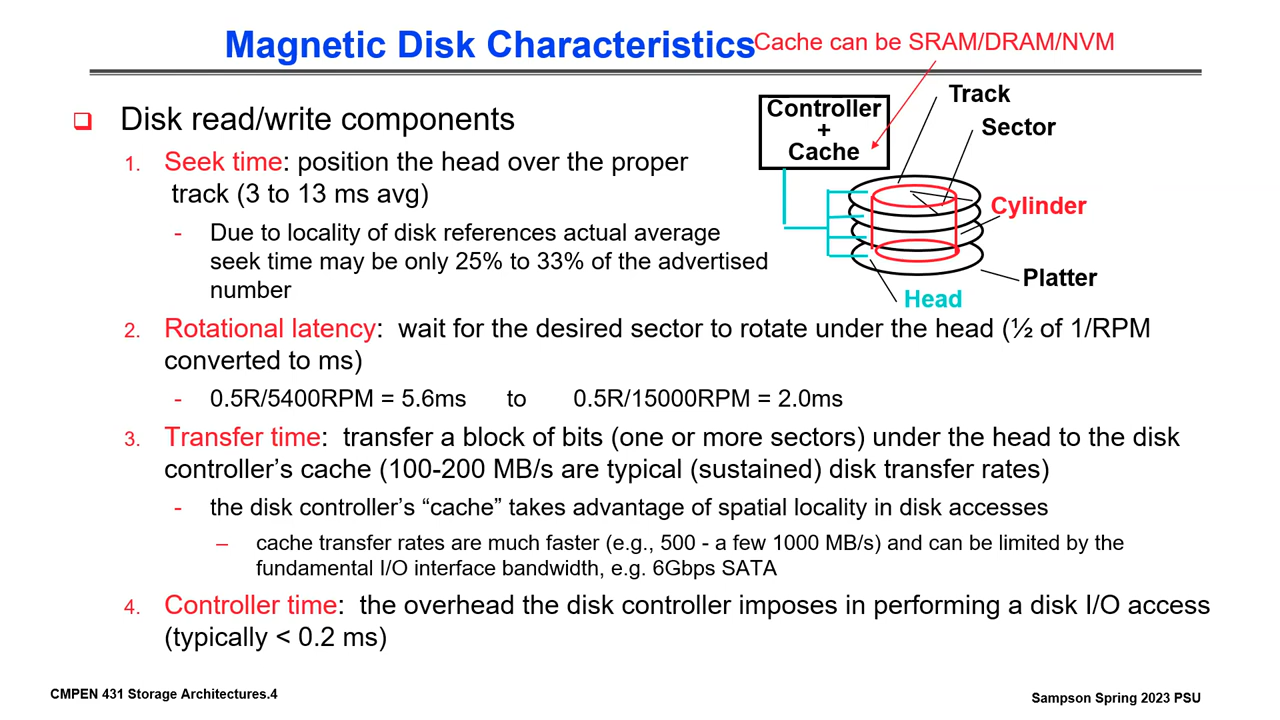 Magnetic Disk Characteristics
Cache can be SRAM/DRAM/NVM
❑ Disk read/write components
1. Seek time: position the head over the proper
track (3 to 13 ms avg)
- Due to locality of disk references actual average
seek time may be only 25% to 33% of the advertised
number
Controller
+
Cache
Track
Sector
Cylinder
Platter
Head
2. Rotational latency: wait for the desired sector to rotate under the head (½ of 1/RPM
converted to ms)
- 0.5R/5400RPM = 5.6ms to 0.5R/15000RPM = 2.0ms
3. Transfer time: transfer a block of bits (one or more sectors) under the head to the disk
controller’s cache (100-200 MB/s are typical (sustained) disk transfer rates)
- the disk controller’s “cache” takes advantage of spatial locality in disk accesses
– cache transfer rates are much faster (e.g., 500 - a few 1000 MB/s) and can be limited by the
fundamental I/O interface bandwidth, e.g. 6Gbps SATA
4. Controller time: the overhead the disk controller imposes in performing a disk I/O access
(typically < 0.2 ms)
CMPEN 431 Storage Architectures.4
Sampson Spring 2023 PSU